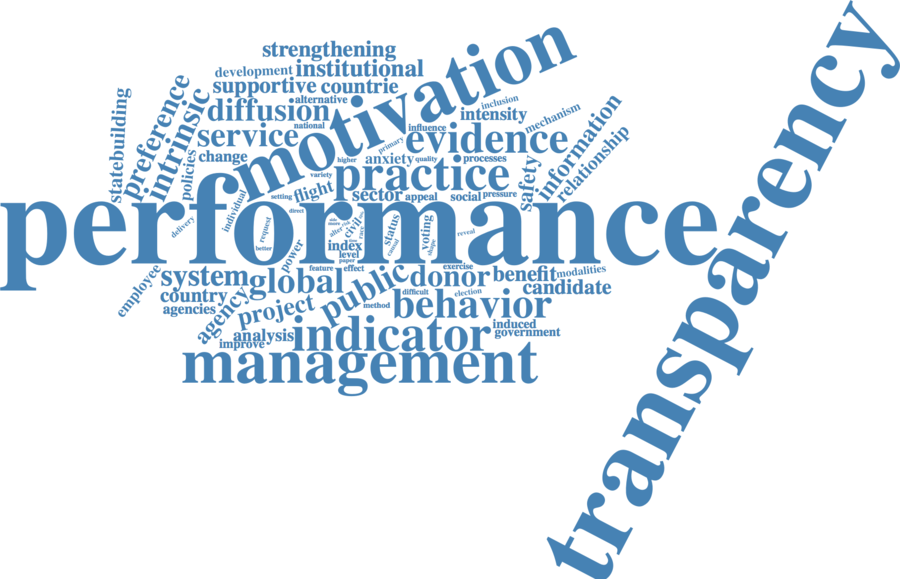 strengthening
development
institutional
supportive
countrie
alternative
diffusion
national
service
change
motivation
inclusion
intensity
mechanism
influence
evidence
primary
higher
anxiety
quality
processes
variety
practice
statebuilding
preference
intrinsic
policies
information
relationship
safety
setting
flight
sector
appeal
social
pressure
performance
transparency
delivery
individual
request
better
direct
civil
status
causal
voting
reveal
index
level
paper
power
feature
effect
exercise
employee
system
global
public
donor
benefit
modalities
country
candidate
agencies
agency
project
method
difficult
election
behavior
analysis
improve
indicator
induced
government
management